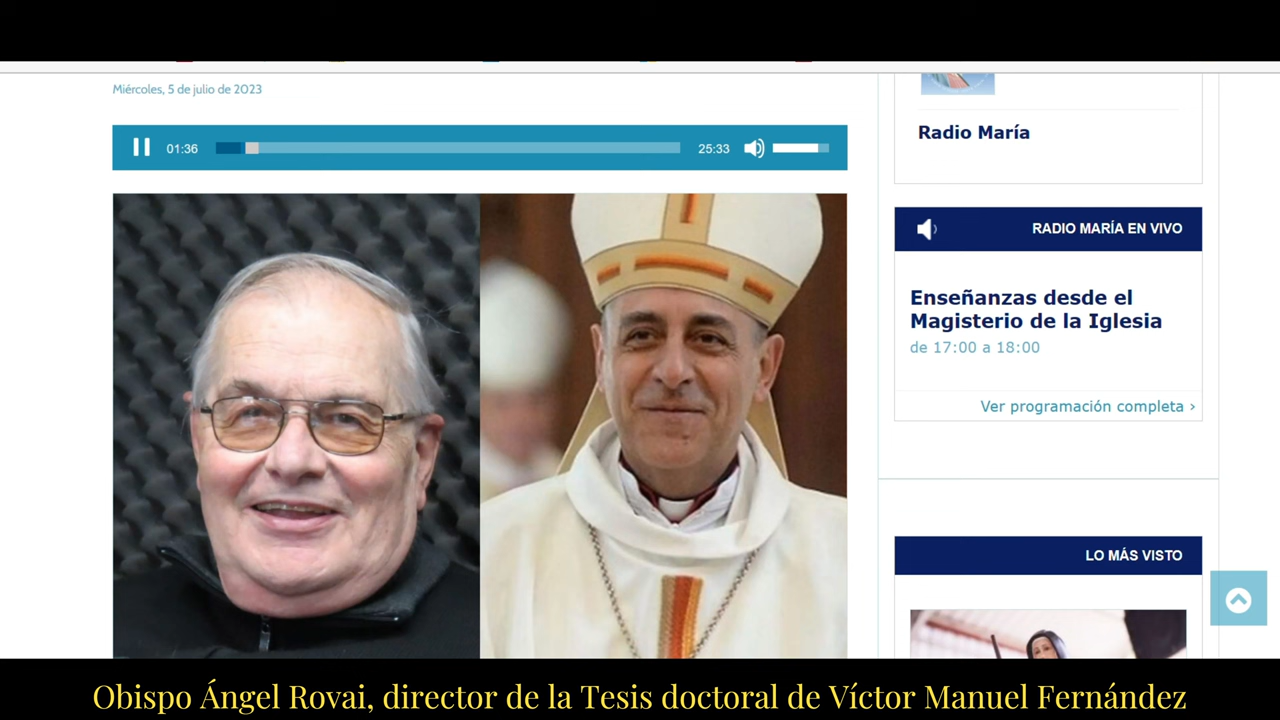 Miércoles, 5 de julio de 2023
01:36
25:33
Radio María
RADIO MARÍA EN VIVO
Enseñanzas desde el
Magisterio de la Iglesia
de 17:00 a 18:00
Ver programación completa ›
LO MÁS VISTO
Obispo Ángel Rovai, director de la Tesis doctoral de Víctor Manuel Fernández